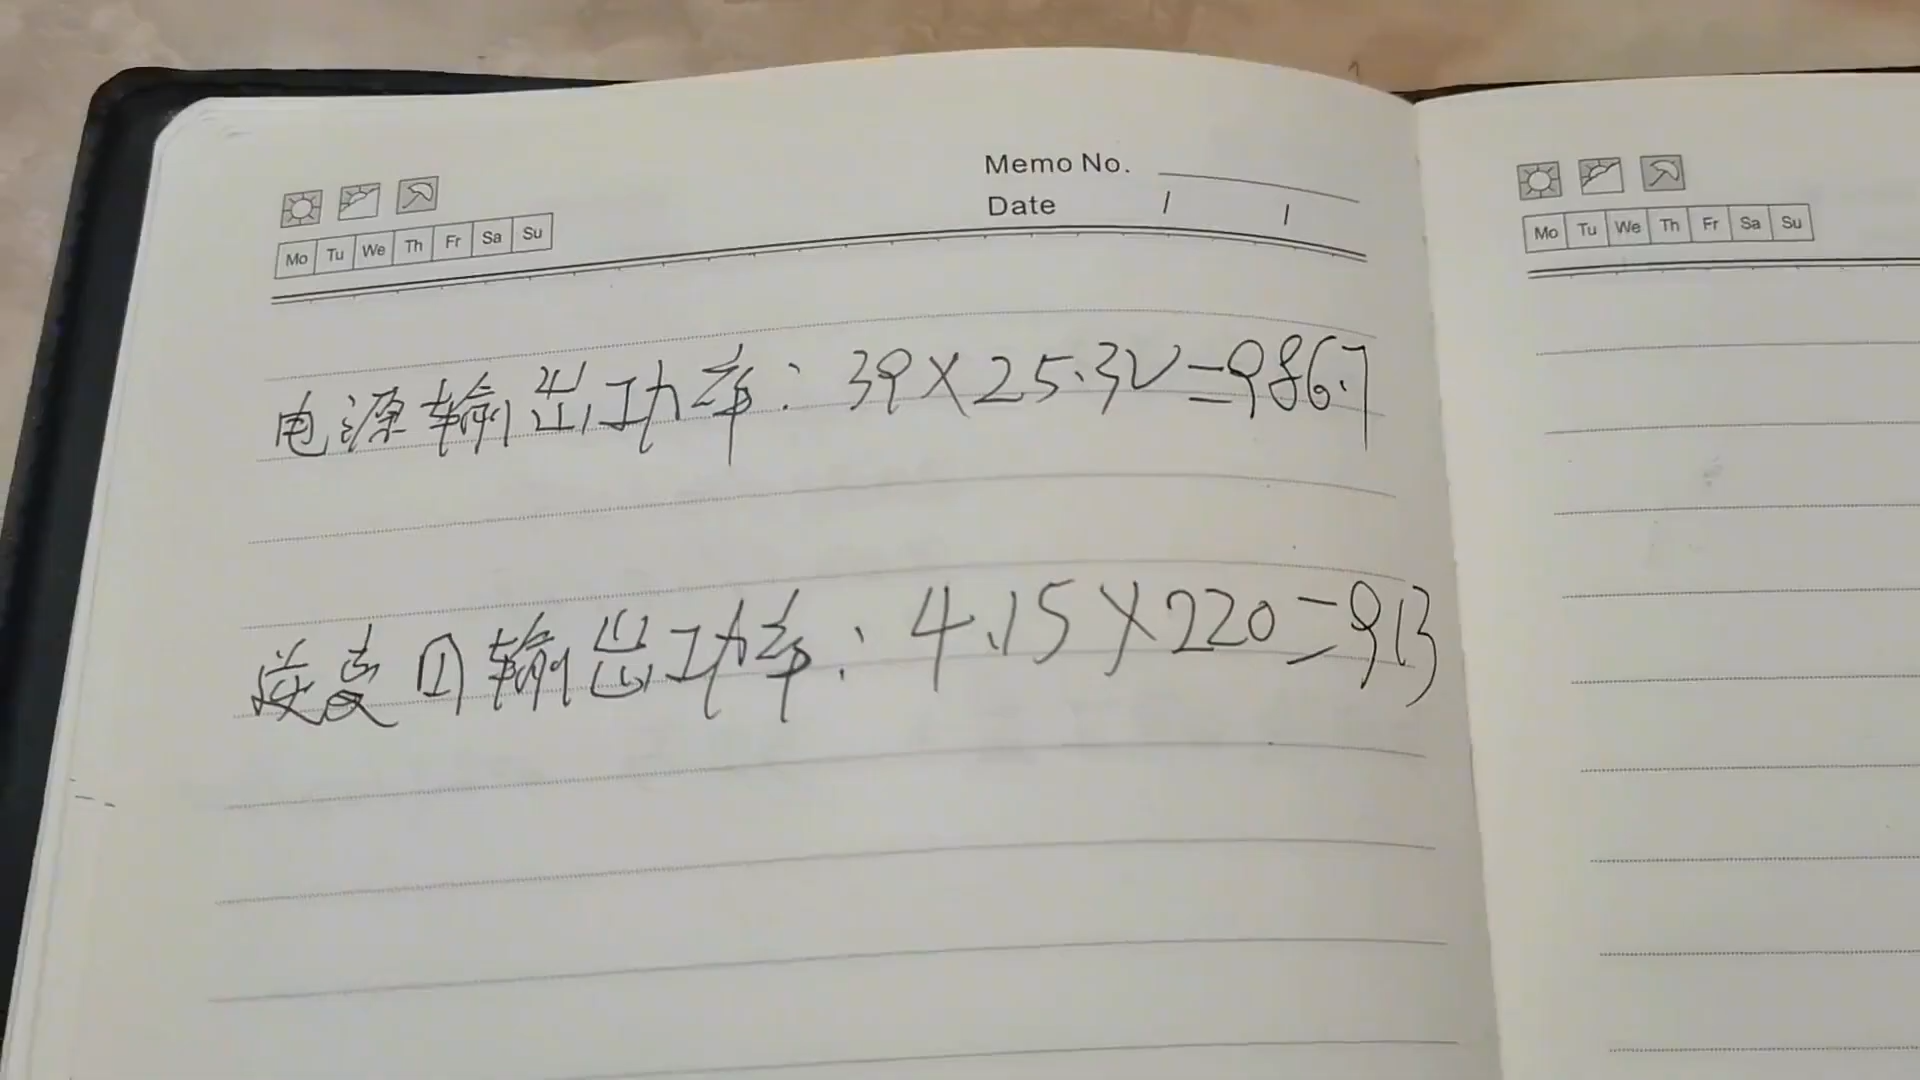 Memo No.
Date / /
Mo Tu We Th Fr Sa Su
电源输出功率: 39×25.3V=986.7
逆变回输出功率: 4.15×220=913
Mo Tu We Th Fr Sa Su